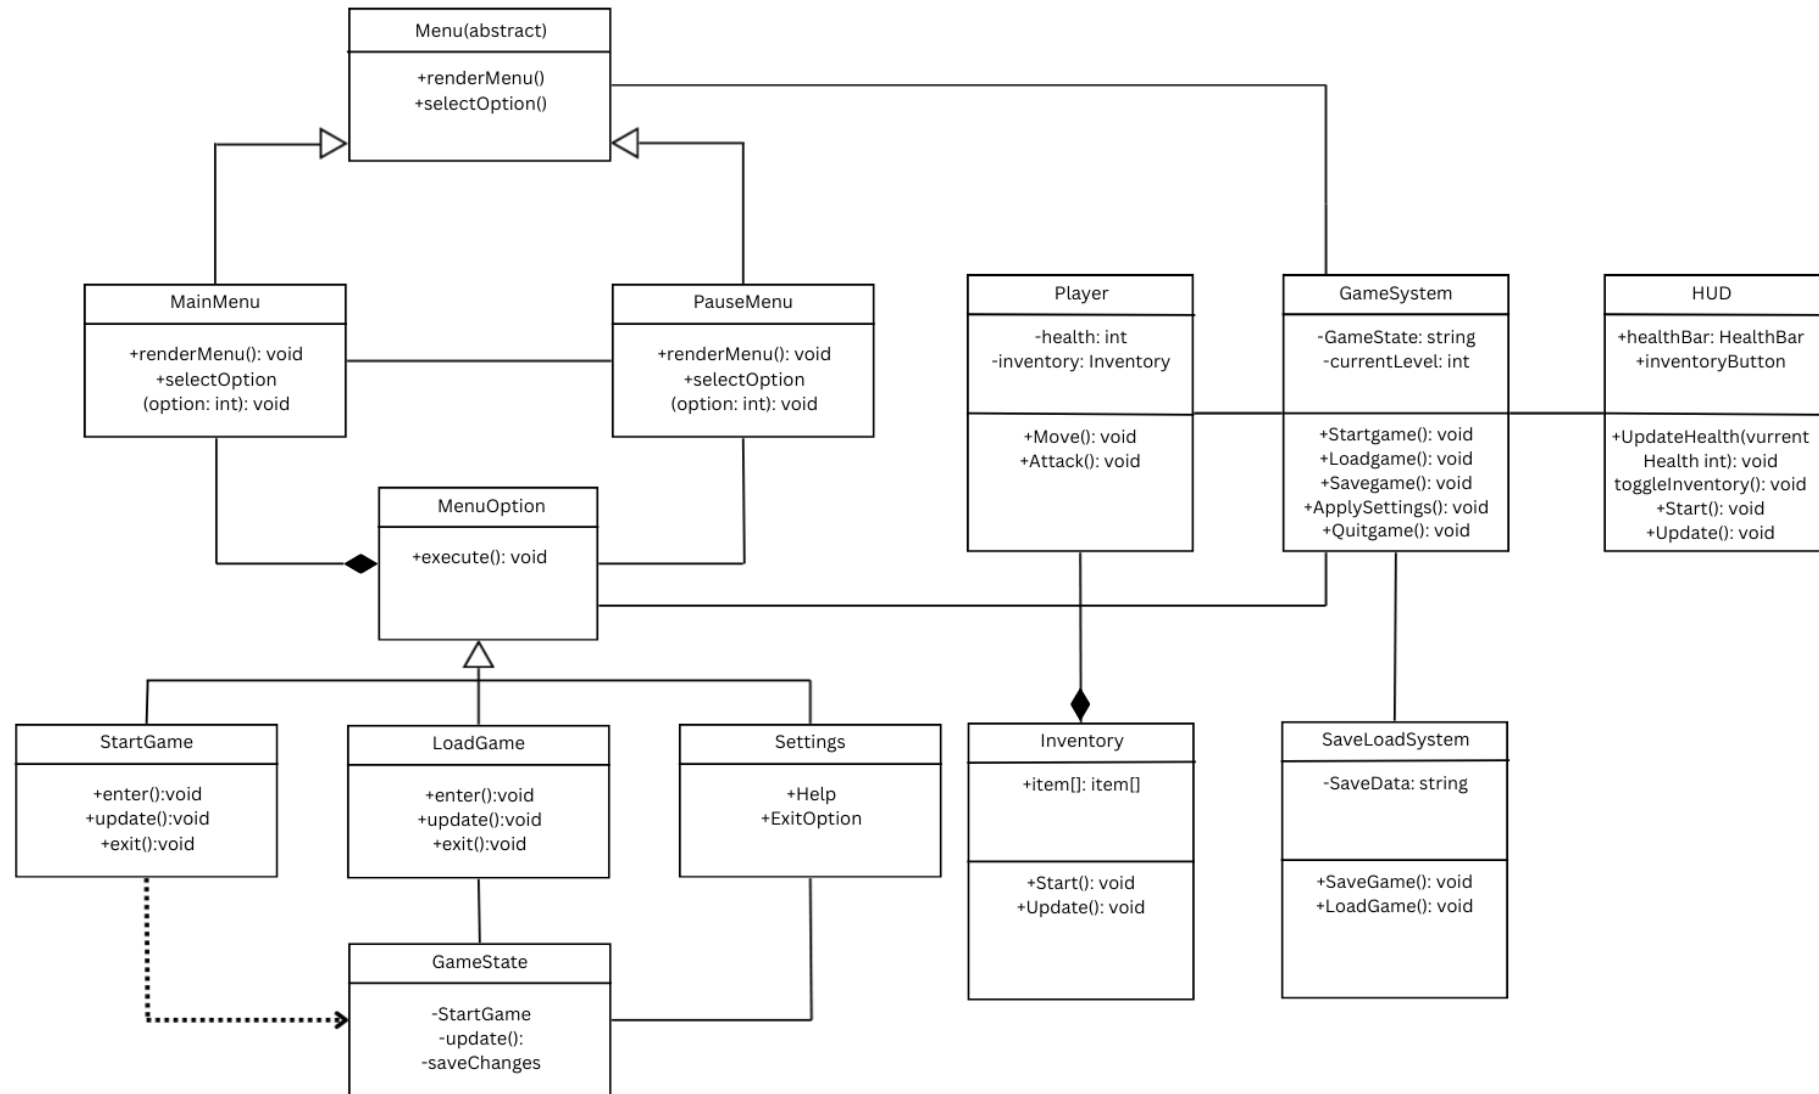 Menu(abstract)
+renderMenu()
+selectOption()
MainMenu
+renderMenu(): void
+selectOption
(option: int): void
PauseMenu
+renderMenu(): void
+selectOption
(option: int): void
Player
-health: int
-inventory: Inventory
+Move(): void
+Attack(): void
GameSystem
-GameState: string
-currentLevel: int
+Startgame(): void
+Loadgame(): void
+Savegame(): void
+ApplySettings(): void
+Quitgame(): void
HUD
+healthBar: HealthBar
+inventoryButton
+UpdateHealth(vurrent
Health int): void
toggleInventory(): void
+Start(): void
+Update(): void
MenuOption
+execute(): void
StartGame
+enter():void
+update():void
+exit():void
LoadGame
+enter():void
+update():void
+exit():void
Settings
+Help
+ExitOption
Inventory
+item[]: item[]
+Start(): void
+Update(): void
SaveLoadSystem
-SaveData: string
+SaveGame(): void
+LoadGame(): void
GameState
-StartGame
-update():
-saveChanges